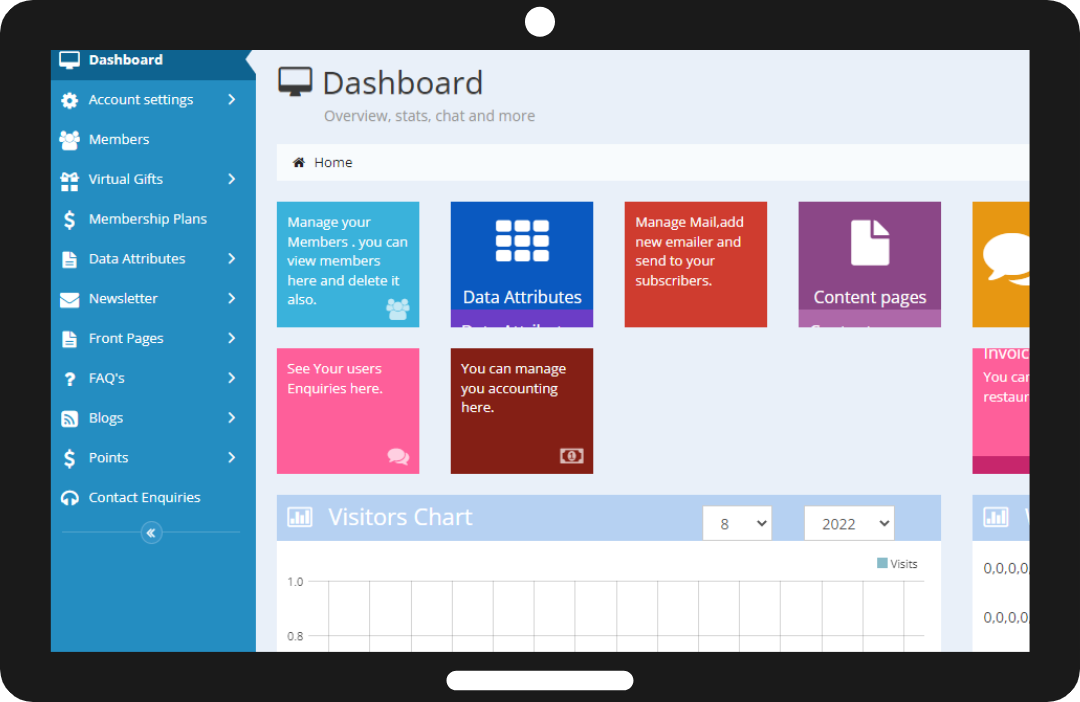 Dashboard
Account settings
Members
Virtual Gifts
Membership Plans
Data Attributes
Newsletter
Front Pages
FAQ's
Blogs
Points
Contact Enquiries
Dashboard
Overview, stats, chat and more
Home
Manage your
Members . you can
view members
here and delete it
also.
Data Attributes
Manage Mail,add
new emailer and
send to your
subscribers.
Content pages
See Your users
Enquiries here.
You can manage
you accounting
here.
Invoic
You can
restaur
Visitors Chart
8
2022
Visits
1.0
0.8
0,0,0,0
0,0,0,0